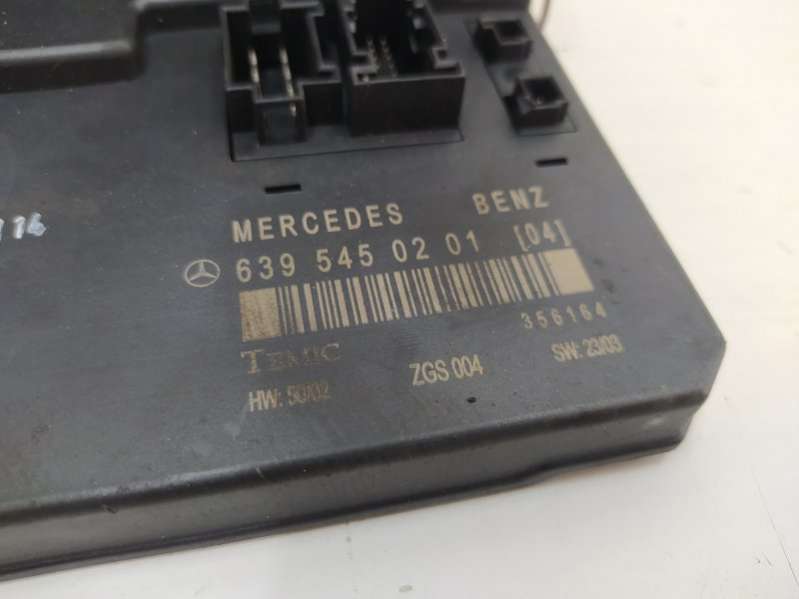 MERCEDES BENZ
639 545 02 01 [04]
356164
TEMIC
HW: 50/02 ZGS 004 SW: 23/03